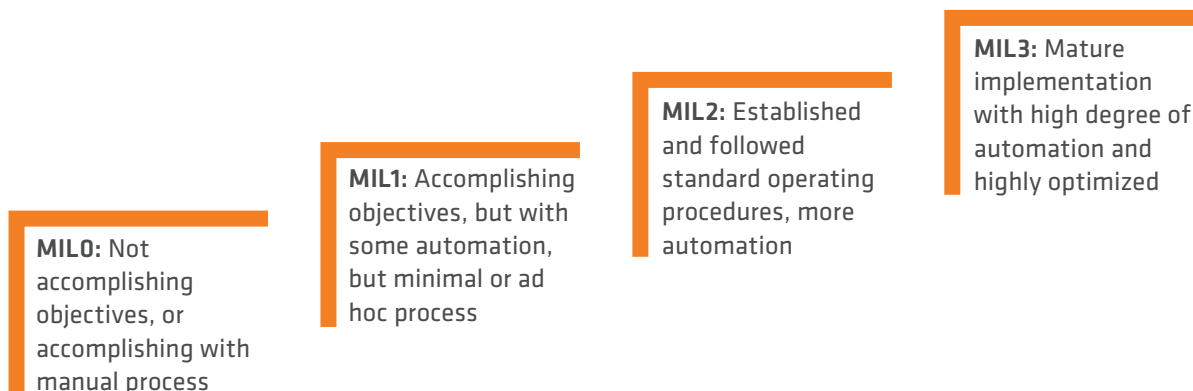 MIL0: Not
accomplishing
objectives, or
accomplishing with
manual process
MIL1: Accomplishing
objectives, but with
some automation,
but minimal or ad
hoc process
MIL2: Established
and followed
standard operating
procedures, more
automation
MIL3: Mature
implementation
with high degree of
automation and
highly optimized